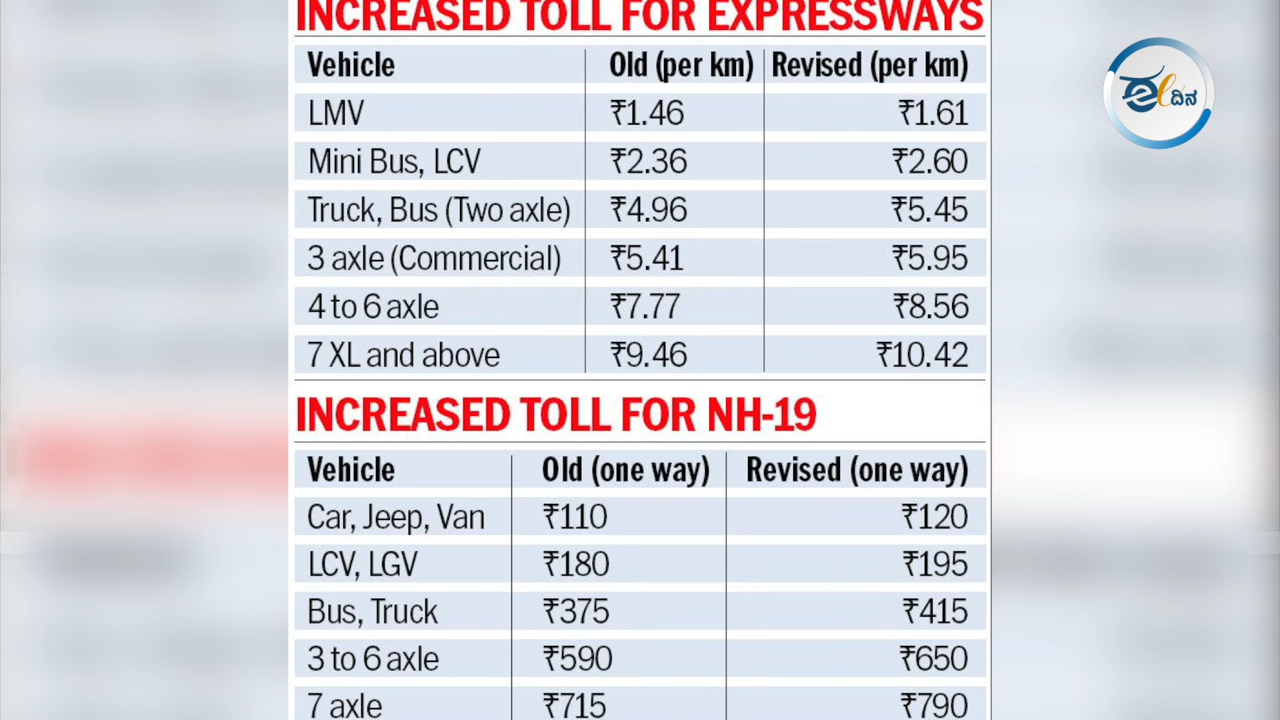 INCREASED TOLL FOR EXPRESSWAYS
Vehicle Old (per km) Revised (per km)
LMV ₹1.46 ₹1.61
Mini Bus, LCV ₹2.36 ₹2.60
Truck, Bus (Two axle) ₹4.96 ₹5.45
3 axle (Commercial) ₹5.41 ₹5.95
4 to 6 axle ₹7.77 ₹8.56
7 XL and above ₹9.46 ₹10.42
INCREASED TOLL FOR NH-19
Vehicle Old (one way) Revised (one way)
Car, Jeep, Van ₹110 ₹120
LCV, LGV ₹180 ₹195
Bus, Truck ₹375 ₹415
3 to 6 axle ₹590 ₹650
7 axle ₹715 ₹790
ದಿನ